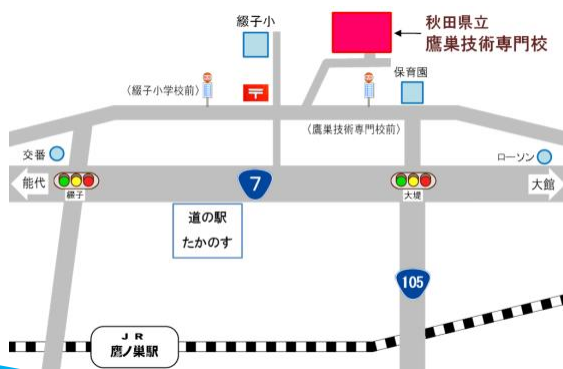 綴子小
秋田県立
鷹巣技術専門校
(綴子小学校前)
〒
保育園
(鷹巣技術専門校前)
交番
ローソン
能代
綴子
7
大堤
大館
道の駅
たかのす
105
JR
鷹ノ巣駅